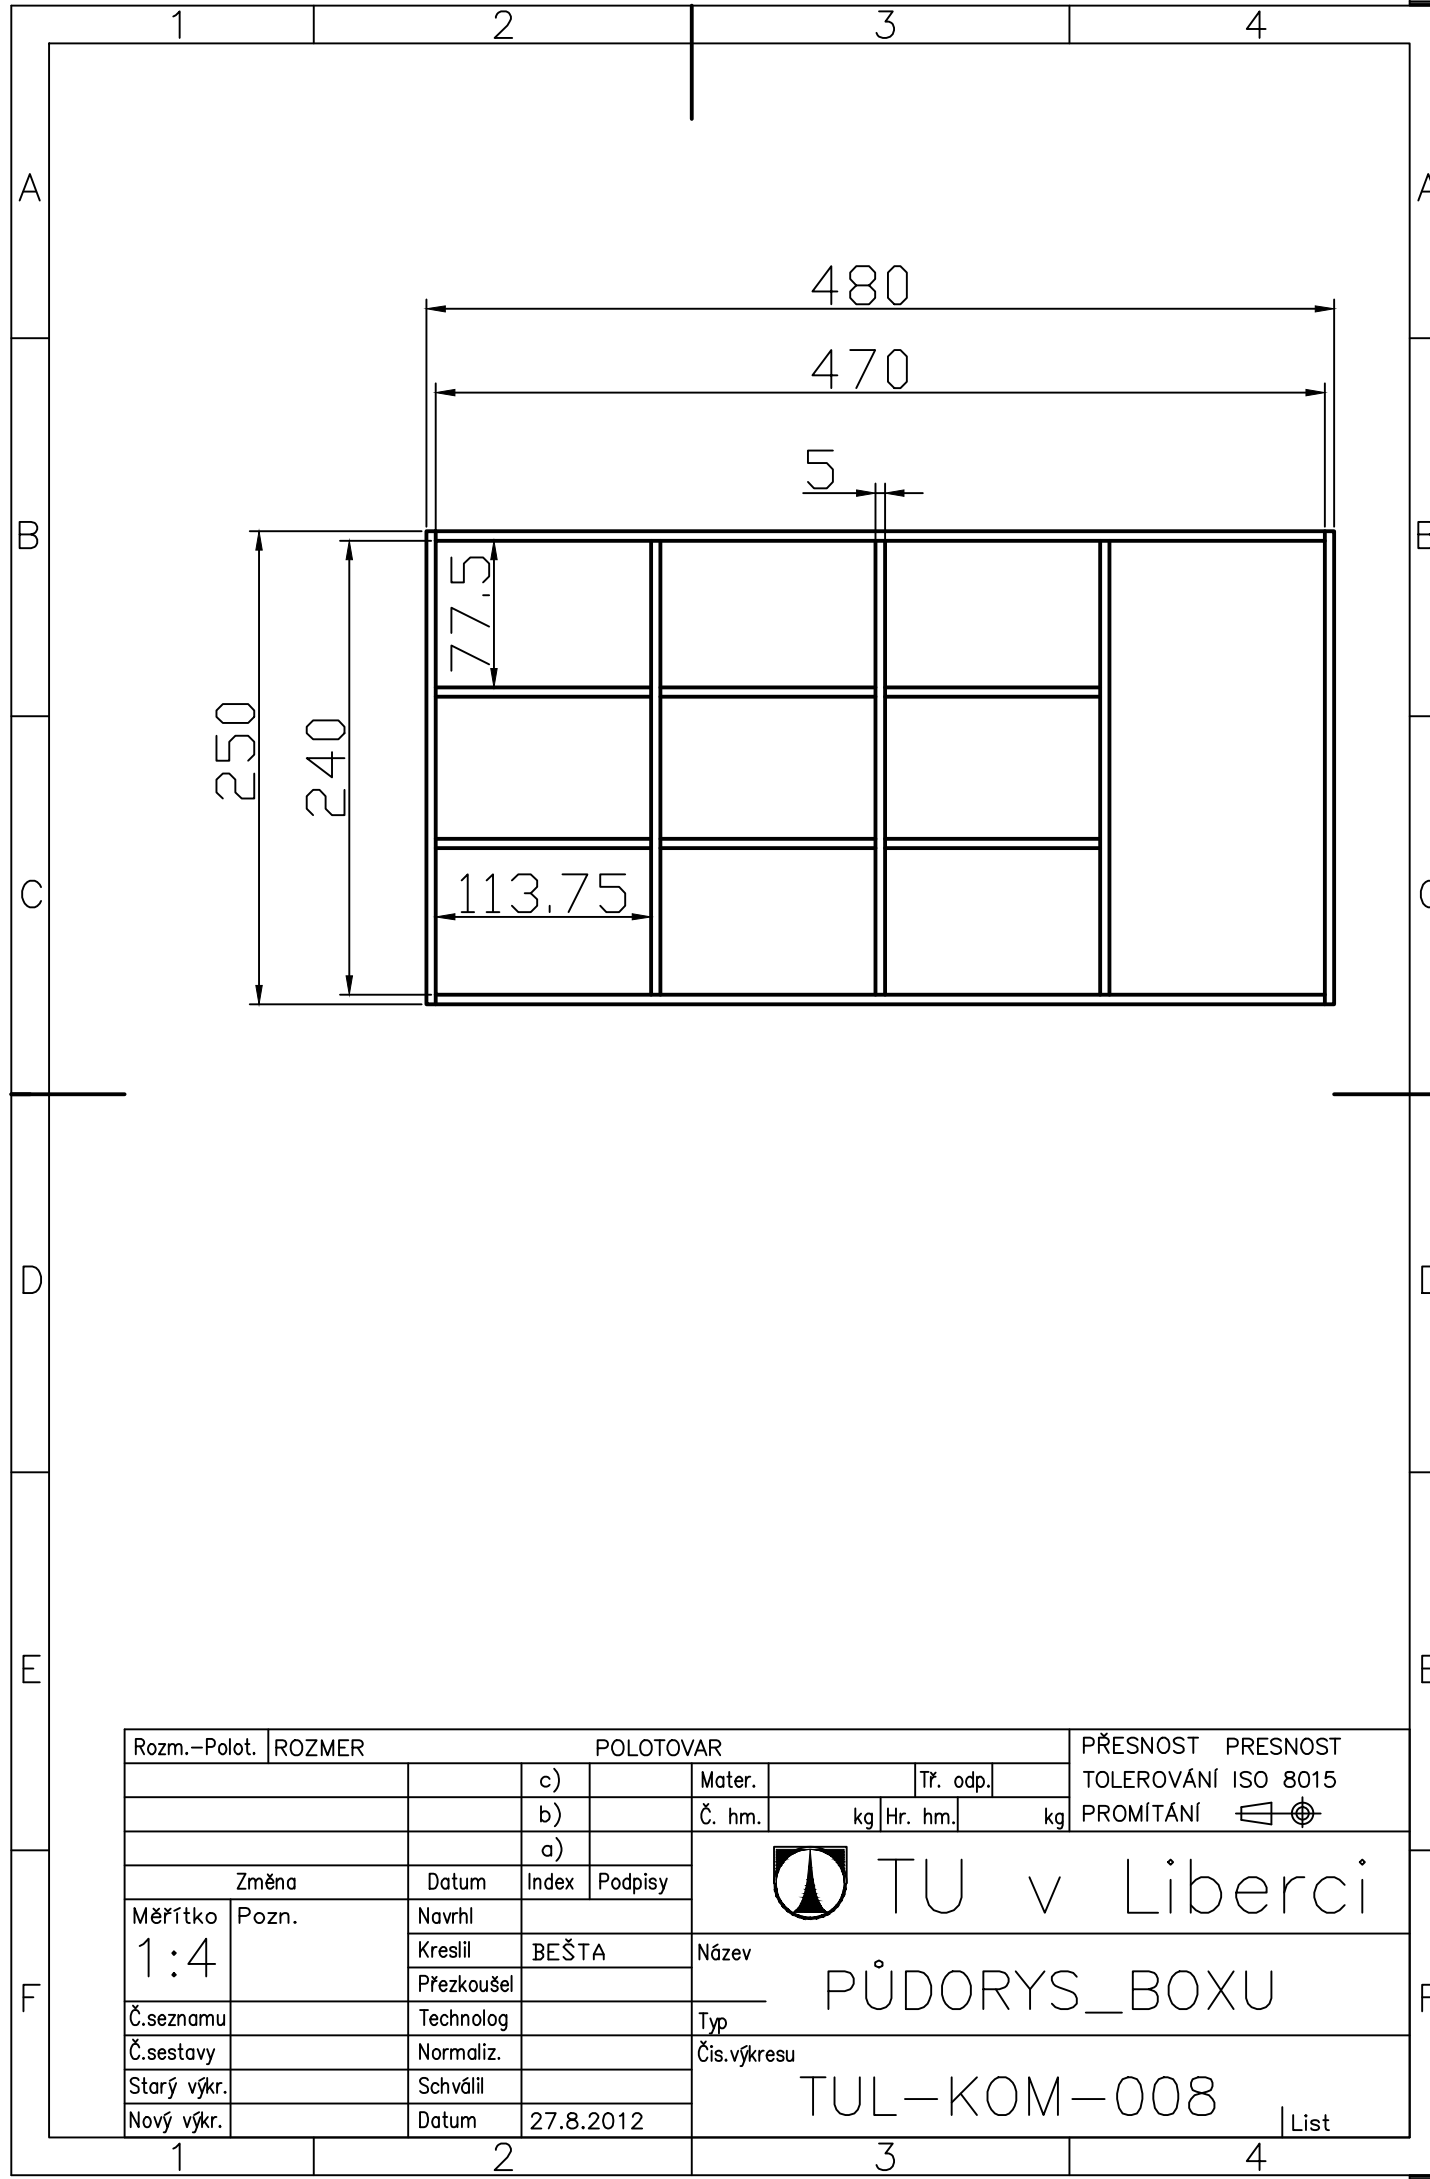 1 2 3 4
A A
480
470
5
B B
77.5
250
240
C C
113.75
D D
E E
Rozm.-Polot. ROZMER POLOTOVAR PŘESNOST PRESNOST
c) Mater. Tř. odp. TOLEROVÁNÍ ISO 8015
b) Č. hm. kg Hr. hm. kg PROMÍTÁNÍ
a)
TU v Liberci
Změna Datum Index Podpisy
Měřítko Pozn. Navrhl
1:4
Kreslil BEŠTA Název
PŮDORYS_BOXU
Přezkoušel
F F
Č.seznamu Technolog Typ
Č.sestavy Normaliz. Čis.výkresu
Starý výkr. Schválil TUL-KOM-008
Nový výkr. Datum 27.8.2012 List
1 2 3 4